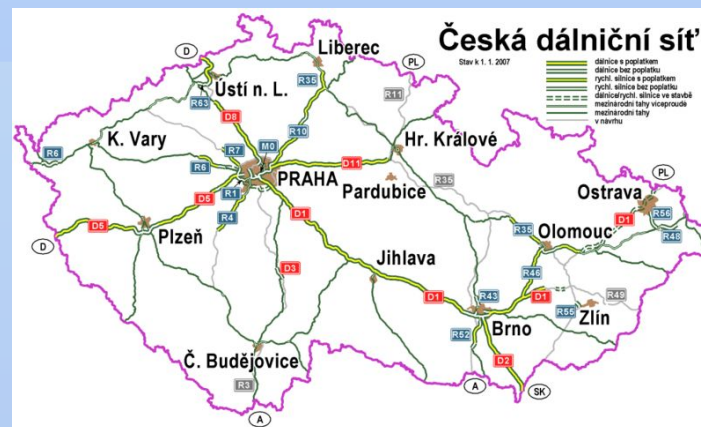 Česká dálniční síť
Stav k 1. 1. 2007
dálnice s poplatkem
dálnice bez poplatku
rychl. silnice s poplatkem
rychl. silnice bez poplatku
dálnice/rychl. silnice ve stavbě
mezinárodní tahy víceproudé
mezinárodní tahy
v návrhu
D
Liberec
PL
R35
Ústí n. L.
R63
R11
D8
R10
K. Vary
R7
M0
Hr. Králové
R6
R6
D11
PRAHA
R35
Pardubice
R1
D5
R4
D1
Ostrava
PL
D1
R56
R48
D5
D
Plzeň
R35
Olomouc
D3
Jihlava
R46
D1
R43
D1
R49
R55
Zlín
Brno
R52
Č. Budějovice
D2
R3
A
A
SK